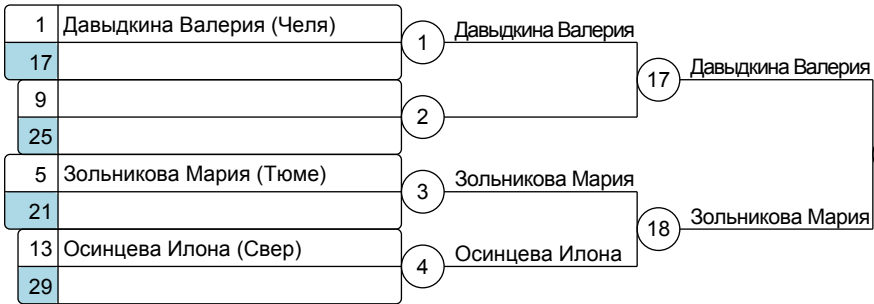 1 Давыдкина Валерия (Челя)
17
9
25
5 Зольникова Мария (Тюме)
21
13 Осинцева Илона (Свер)
29
1 Давыдкина Валерия
2
3 Зольникова Мария
4 Осинцева Илона
17 Давыдкина Валерия
18 Зольникова Мария